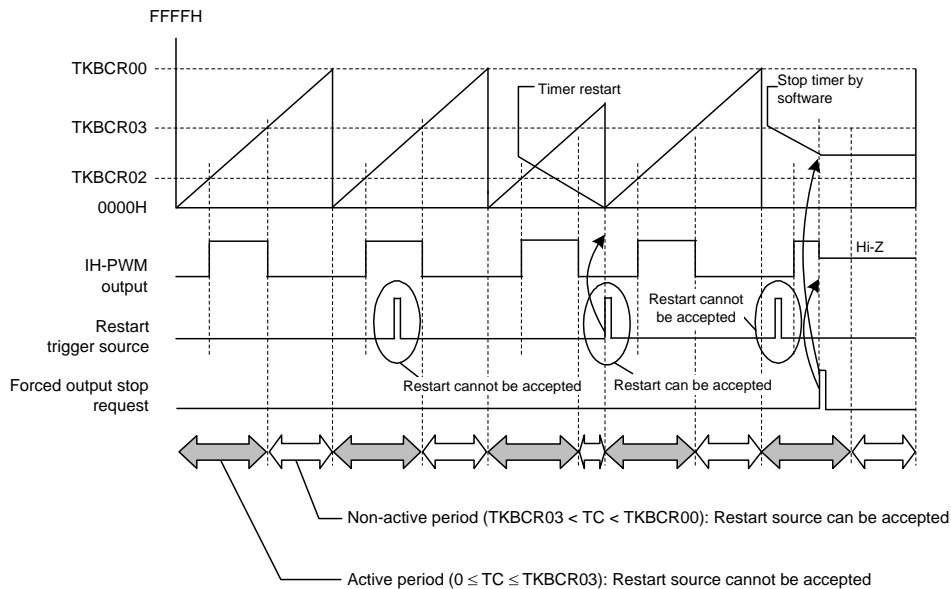 FFFFH
TKBCR00
Timer restart
Stop timer by
software
TKBCR03
TKBCR02
0000H
IH-PWM
output
Hi-Z
Restart cannot
be accepted
Restart
trigger source
Restart cannot be accepted
Restart can be accepted
Forced output stop
request
Non-active period (TKBCR03 < TC < TKBCR00): Restart source can be accepted
Active period (0 ≤ TC ≤ TKBCR03): Restart source cannot be accepted